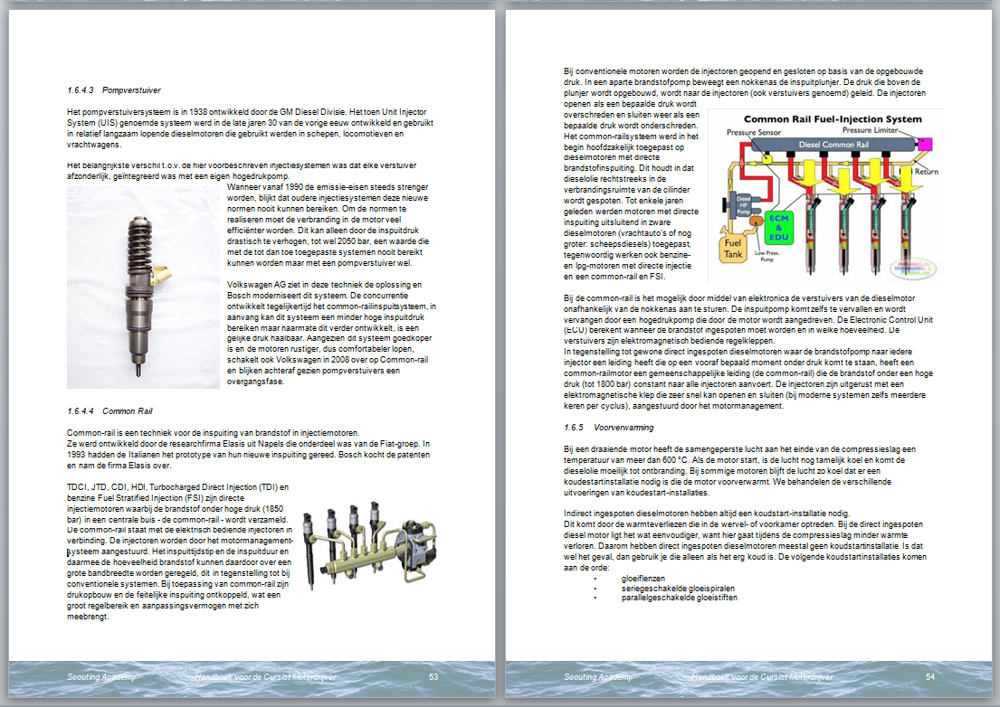 1.6.4.3 Pompverstuiver
Het pompverstuiversysteem is in 1938 ontwikkeld door de GM Diesel Divisie. Het toen Unit Injector
System (UIS) genoemde systeem werd in de late jaren 30 van de vorige eeuw ontwikkeld en gebruikt
in relatief langzaam lopende dieselmotoren die gebruikt werden in schepen, locomotieven en
vrachtwagens.
Het belangrijkste verschil t.o.v. de hier voorbeschreven injectiesystemen was dat elke verstuiver
afzonderlijk, geïntegreerd was met een eigen hogedrukpomp.
Wanneer vanaf 1990 de emissie-eisen steeds strenger
worden, blijkt dat oudere injectiesystemen deze nieuwe
normen nooit kunnen bereiken. Om de normen te
realiseren moet de verbranding in de motor veel
efficiënter worden. Dit kan alleen door de inspuitdruk
drastisch te verhogen, tot wel 2050 bar, een waarde die
met de tot dan toe toegepaste systemen nooit bereikt
kunnen worden maar met een pompverstuiver wel.
Volkswagen AG ziet in deze techniek de oplossing en
Bosch moderniseert dit systeem. De concurrentie
ontwikkelt tegelijkertijd het common-railinspuitsysteem, in
aanvang kan dit systeem een minder hoge inspuitdruk
bereiken maar naarmate dit verder ontwikkelt, is een
gelijke druk haalbaar. Aangezien dit systeem goedkoper
is en de motoren rustiger, dus comfortabeler lopen,
schakelt ook Volkswagen in 2008 over op Common-rail
en blijken achteraf gezien pompverstuivers een
overgangsfase.
1.6.4.4 Common Rail
Common-rail is een techniek voor de inspuiting van brandstof in injectiemotoren.
Ze werd ontwikkeld door de researchfirma Elasis uit Napels die onderdeel was van de Fiat-groep. In
1993 hadden de Italianen het prototype van hun nieuwe inspuiting gereed. Bosch kocht de patenten
en nam de firma Elasis over.
TDCI, JTD, CDI, HDI, Turbocharged Direct Injection (TDI) en
benzine Fuel Stratified Injection (FSI) zijn directe
injectiemotoren waarbij de brandstof onder hoge druk (1850
bar) in een centrale buis - de common-rail - wordt verzameld.
De common-rail staat met de elektrisch bediende injectoren in
verbinding. De injectoren worden door het motormanagement-
systeem aangestuurd. Het inspuittijdstip en de inspuitduur en
daarmee de hoeveelheid brandstof kunnen daardoor over een
grote bandbreedte worden geregeld, dit in tegenstelling tot bij
conventionele systemen. Bij toepassing van common-rail zijn
drukopbouw en de feitelijke inspuiting ontkoppeld, wat een
groot regelbereik en aanpassingsvermogen met zich
meebrengt.
Scouting Academy Handboek voor de Cursist Motordrijver 53
Bij conventionele motoren worden de injectoren geopend en gesloten op basis van de opgebouwde
druk. In een aparte brandstofpomp beweegt een nokkenas de inspuitplunjer. De druk die boven de
plunjer wordt opgebouwd, wordt naar de injectoren (ook verstuivers genoemd) geleid. De injectoren
openen als een bepaalde druk wordt
overschreden en sluiten weer als een
bepaalde druk wordt onderschreden.
Het common-railsysteem werd in het
begin hoofdzakelijk toegepast op
dieselmotoren met directe
brandstofinspuiting. Dit houdt in dat
dieselolie rechtstreeks in de
verbrandingsruimte van de cilinder
wordt gespoten. Tot enkele jaren
geleden werden motoren met directe
inspuiting uitsluitend in zware
dieselmotoren (vrachtauto's of nog
groter: scheepsdiesels) toegepast,
tegenwoordig werken ook benzine-
en lpg-motoren met directe injectie
en een common-rail en FSI.
Common Rail Fuel-Injection System
Pressure Sensor
Pressure Limiter
Diesel Common Rail
Return
Diesel
HP
Pump
ECM
&
EDU
Fuel
Tank
Low Press.
Pump
Bij de common-rail is het mogelijk door middel van elektronica de verstuivers van de dieselmotor
onafhankelijk van de nokkenas aan te sturen. De inspuitpomp komt zelfs te vervallen en wordt
vervangen door een hogedrukpomp die door de motor wordt aangedreven. De Electronic Control Unit
(ECU) berekent wanneer de brandstof ingespoten moet worden en in welke hoeveelheid. De
verstuivers zijn elektromagnetisch bediende regelkleppen.
In tegenstelling tot gewone direct ingespoten dieselmotoren waar de brandstofpomp naar iedere
injector een leiding heeft die op een vooraf bepaald moment onder druk komt te staan, heeft een
common-railmotor een gemeenschappelijke leiding (de common-rail) die de brandstof onder een hoge
druk (tot 1800 bar) constant naar alle injectoren aanvoert. De injectoren zijn uitgerust met een
elektromagnetische klep die zeer snel kan openen en sluiten (bij moderne systemen zelfs meerdere
keren per cyclus), aangestuurd door het motormanagement.
1.6.5 Voorverwarming
Bij een draaiende motor heeft de samengeperste lucht aan het einde van de compressieslag een
temperatuur van meer dan 600 °C. Als de motor start, is de lucht nog tamelijk koel en komt de
dieselolie moeilijk tot ontbranding. Bij sommige motoren blijft de lucht zo koel dat er een
koudestartinstallatie nodig is die de motor voorverwarmt. We behandelen de verschillende
uitvoeringen van koudestart-installaties.
Indirect ingespoten dieselmotoren hebben altijd een koudstart-installatie nodig.
Dit komt door de warmteverliezen die in de wervel- of voorkamer optreden. Bij de direct ingespoten
diesel motor ligt het wat eenvoudiger, want hier gaat tijdens de compressieslag minder warmte
verloren. Daarom hebben direct ingespoten dieselmotoren meestal geen koudstartinstallatie. Is dat
wel het geval, dan gebruik je die alleen als het erg koud is. De volgende koudstartinstallaties komen
aan de orde:
• gloeiflenzen
• seriegeschakelde gloeispiralen
• parallelgeschakelde gloeistiften
Scouting Academy Handboek voor de Cursist Motordrijver 54